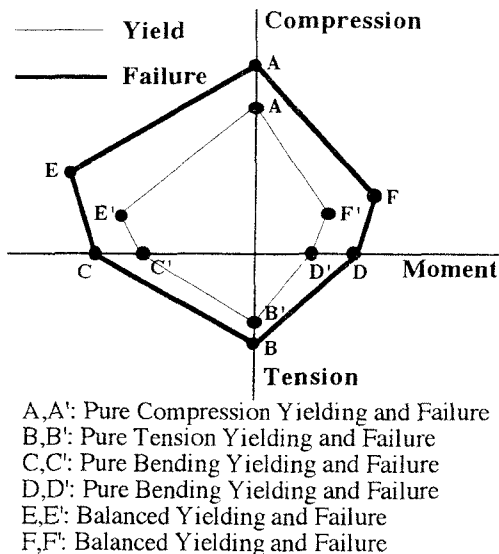 Compression
Yield
Failure
A
A
E
F
E'
F'
C
C'
D'
D
Moment
B'
B
Tension
A,A': Pure Compression Yielding and Failure
B,B': Pure Tension Yielding and Failure
C,C': Pure Bending Yielding and Failure
D,D': Pure Bending Yielding and Failure
E,E': Balanced Yielding and Failure
F,F': Balanced Yielding and Failure